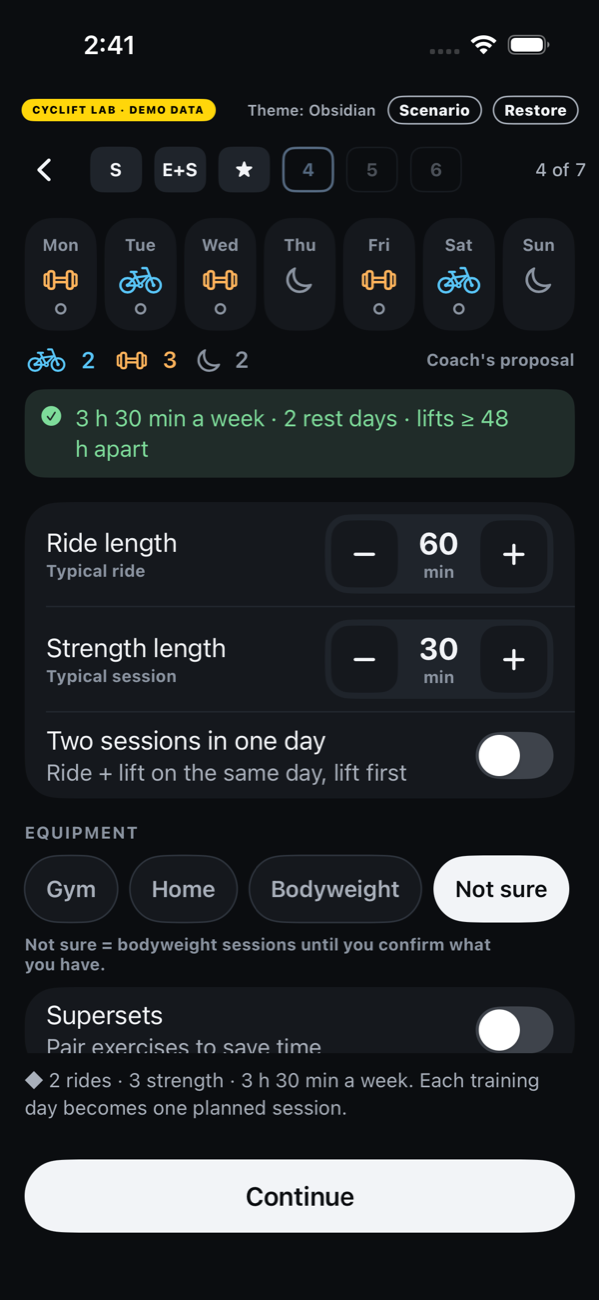 2:41
CYCLIFT LAB · DEMO DATA
Theme: Obsidian
Scenario
Restore
S
E+S
4
5
6
4 of 7
Mon
Tue
Wed
Thu
Fri
Sat
Sun
2
3
2
Coach's proposal
3 h 30 min a week · 2 rest days · lifts ≥ 48
h apart
Ride length
Typical ride
60
min
Strength length
Typical session
30
min
Two sessions in one day
Ride + lift on the same day, lift first
EQUIPMENT
Gym
Home
Bodyweight
Not sure
Not sure = bodyweight sessions until you confirm what
you have.
Supersets
Pair exercises to save time
2 rides · 3 strength · 3 h 30 min a week. Each training
day becomes one planned session.
Continue